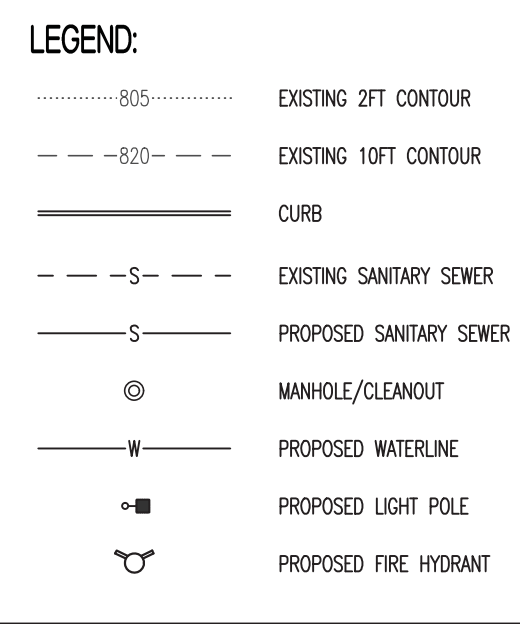 LEGEND:
805 EXISTING 2FT CONTOUR
820 EXISTING 10FT CONTOUR
CURB
S EXISTING SANITARY SEWER
S PROPOSED SANITARY SEWER
MANHOLE/CLEANOUT
W PROPOSED WATERLINE
PROPOSED LIGHT POLE
PROPOSED FIRE HYDRANT